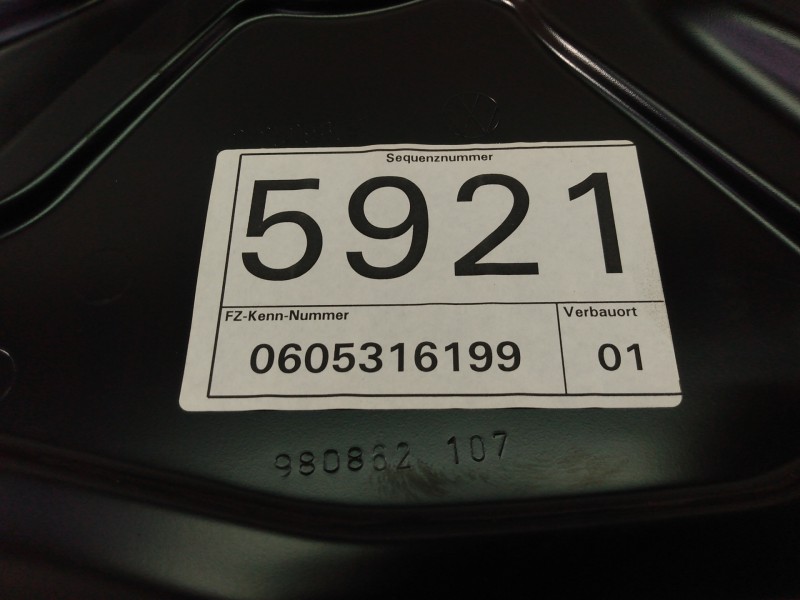 Sequenznummer
5921
FZ-Kenn-Nummer Verbauort
0605316199 01
980862 107